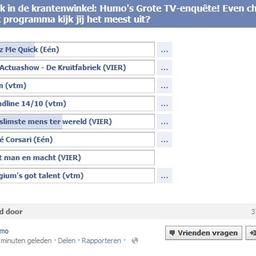 k in de krantenwinkel: Humo's Grote TV-enquête! Even ch
t programma kijk jij het meest uit?
z Me Quick (Eén)
...
Actuashow - De Kruitfabriek (VIER)
...
n (vtm)
...
ndline 14/10 (vtm)
...
slimste mens ter wereld (VIER)
...
é Corsari (Eén)
...
t man en macht (VIER)
gium's got talent (vtm)
...
d door
3
mo
minuten geleden · Delen · Rapporteren ·
Vrienden vragen